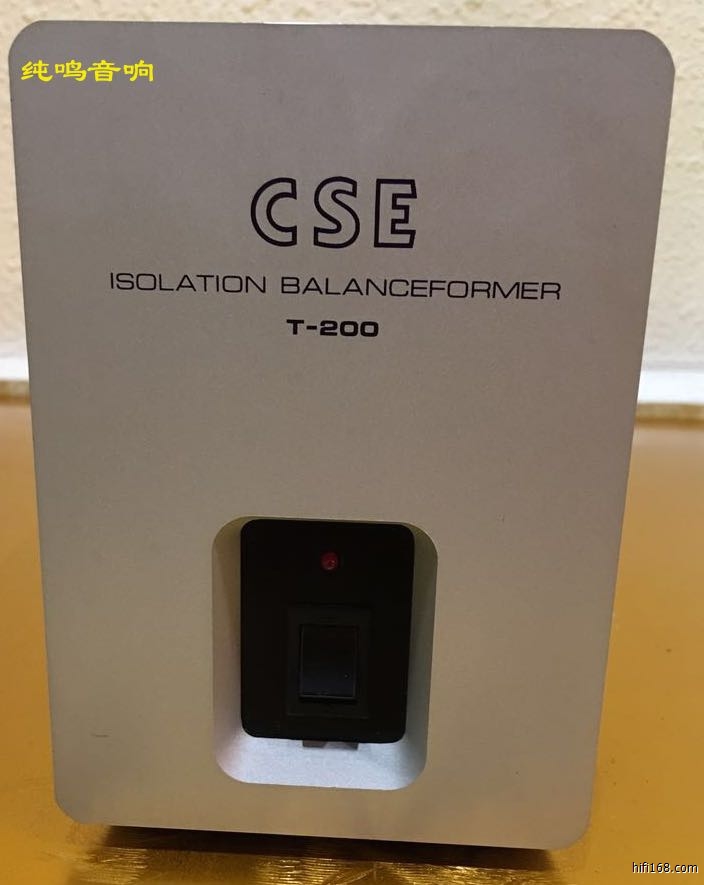 纯鸣音响
CSE
ISOLATION BALANCEFORMER
T-200
hifi168.com